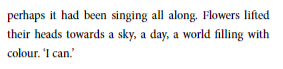 perhaps it had been singing all along. Flowers lifted
their heads towards a sky, a day, a world filling with
colour. ‘I can.’